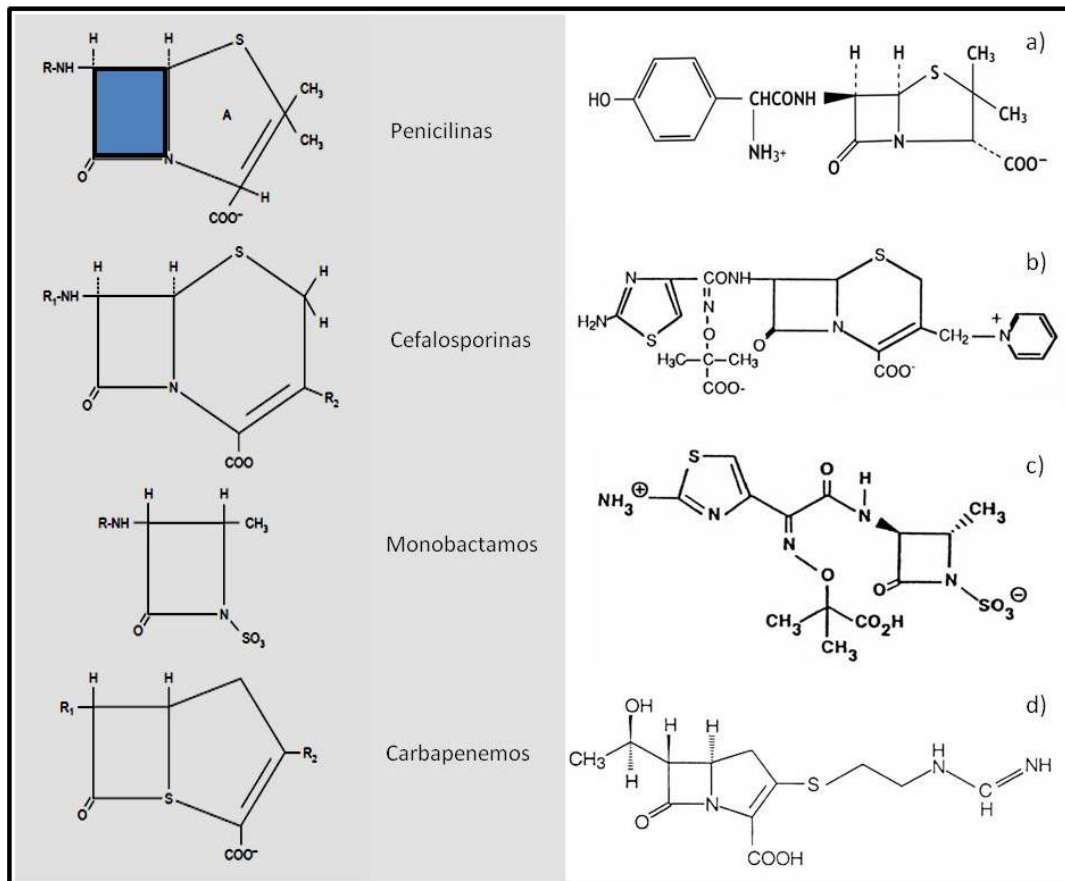 H H S
R-NH
A
CH3
CH3
O N
H
COO-
Penicilinas
a)
H H
S CH3
HO CHCONH
CH3
NH3+
O N
COO-
H H S
H
R1-NH
H
O N
R2
COO
Cefalosporinas
b)
S
N C ONH
N
H2N S
O N
O
CH2 N+
H3C C CH3
COO-
COO-
H H
R-NH CH3
O N
SO3
Monobactamos
c)
S O H
NH3 +
N N CH3
N O N
O SO3 -
CH3 CO2H
CH3
H H
R1
R2
O S
COO-
Carbapenemos
d)
OH
H H
H
CH3 N NH
H S C
N H
O
COOH